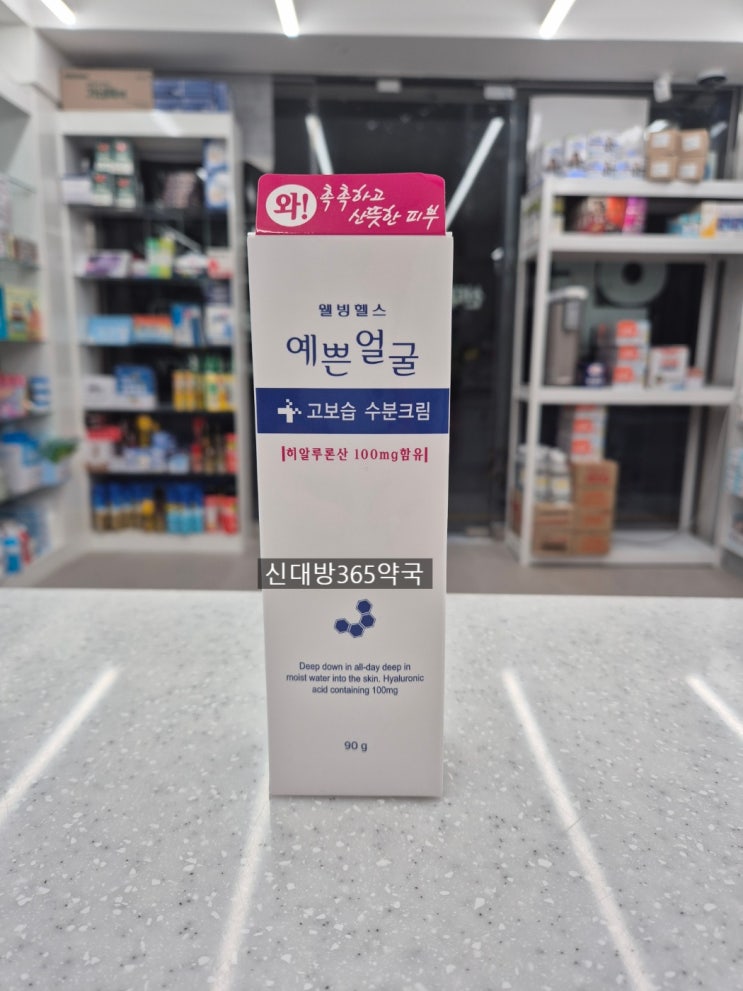 와! 촉촉하고
산뜻한 피부
웰빙헬스
예쁜얼굴
고보습 수분크림
히알루론산 100mg함유
신대방365약국
Deep down in all-day deep in
moist water into the skin. Hyaluronic
acid containing 100mg
90 g